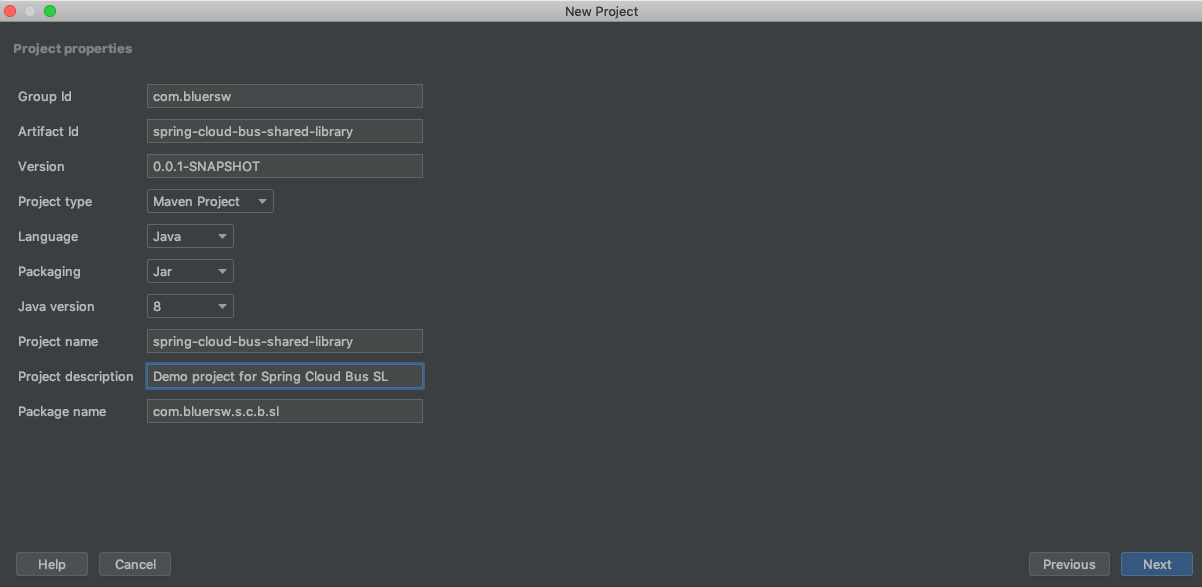 New Project
Project properties
Group Id com.bluersw
Artifact Id spring-cloud-bus-shared-library
Version 0.0.1-SNAPSHOT
Project type Maven Project
Language Java
Packaging Jar
Java version 8
Project name spring-cloud-bus-shared-library
Project description Demo project for Spring Cloud Bus SL
Package name com.bluersw.s.c.b.sl
Help Cancel Previous Next